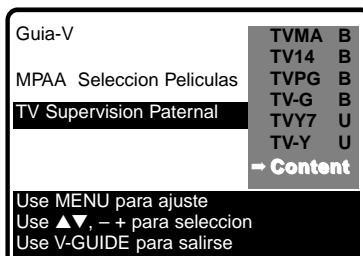 Guia-V
MPAA Seleccion Peliculas
TV Supervision Paternal
TVMA B
TV14 B
TVPG B
TV-G B
TVY7 U
TV-Y U
➡ Content
Use MENU para ajuste
Use ▲▼, – + para seleccion
Use V-GUIDE para salirse